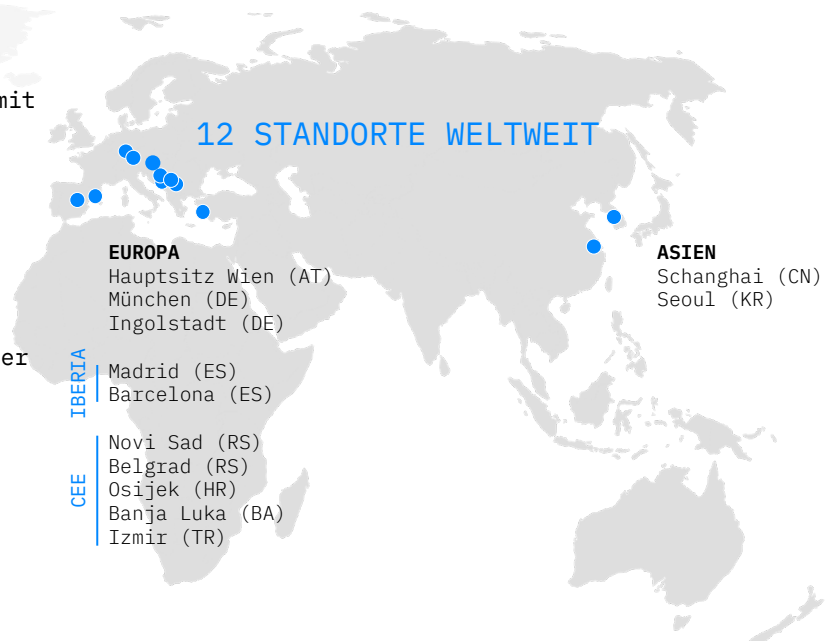 mit
12 STANDORTE WELTWEIT
EUROPA
Hauptsitz Wien (AT)
München (DE)
Ingolstadt (DE)
er
IBERIA
Madrid (ES)
Barcelona (ES)
CEE
Novi Sad (RS)
Belgrad (RS)
Osijek (HR)
Banja Luka (BA)
Izmir (TR)
ASIEN
Schanghai (CN)
Seoul (KR)